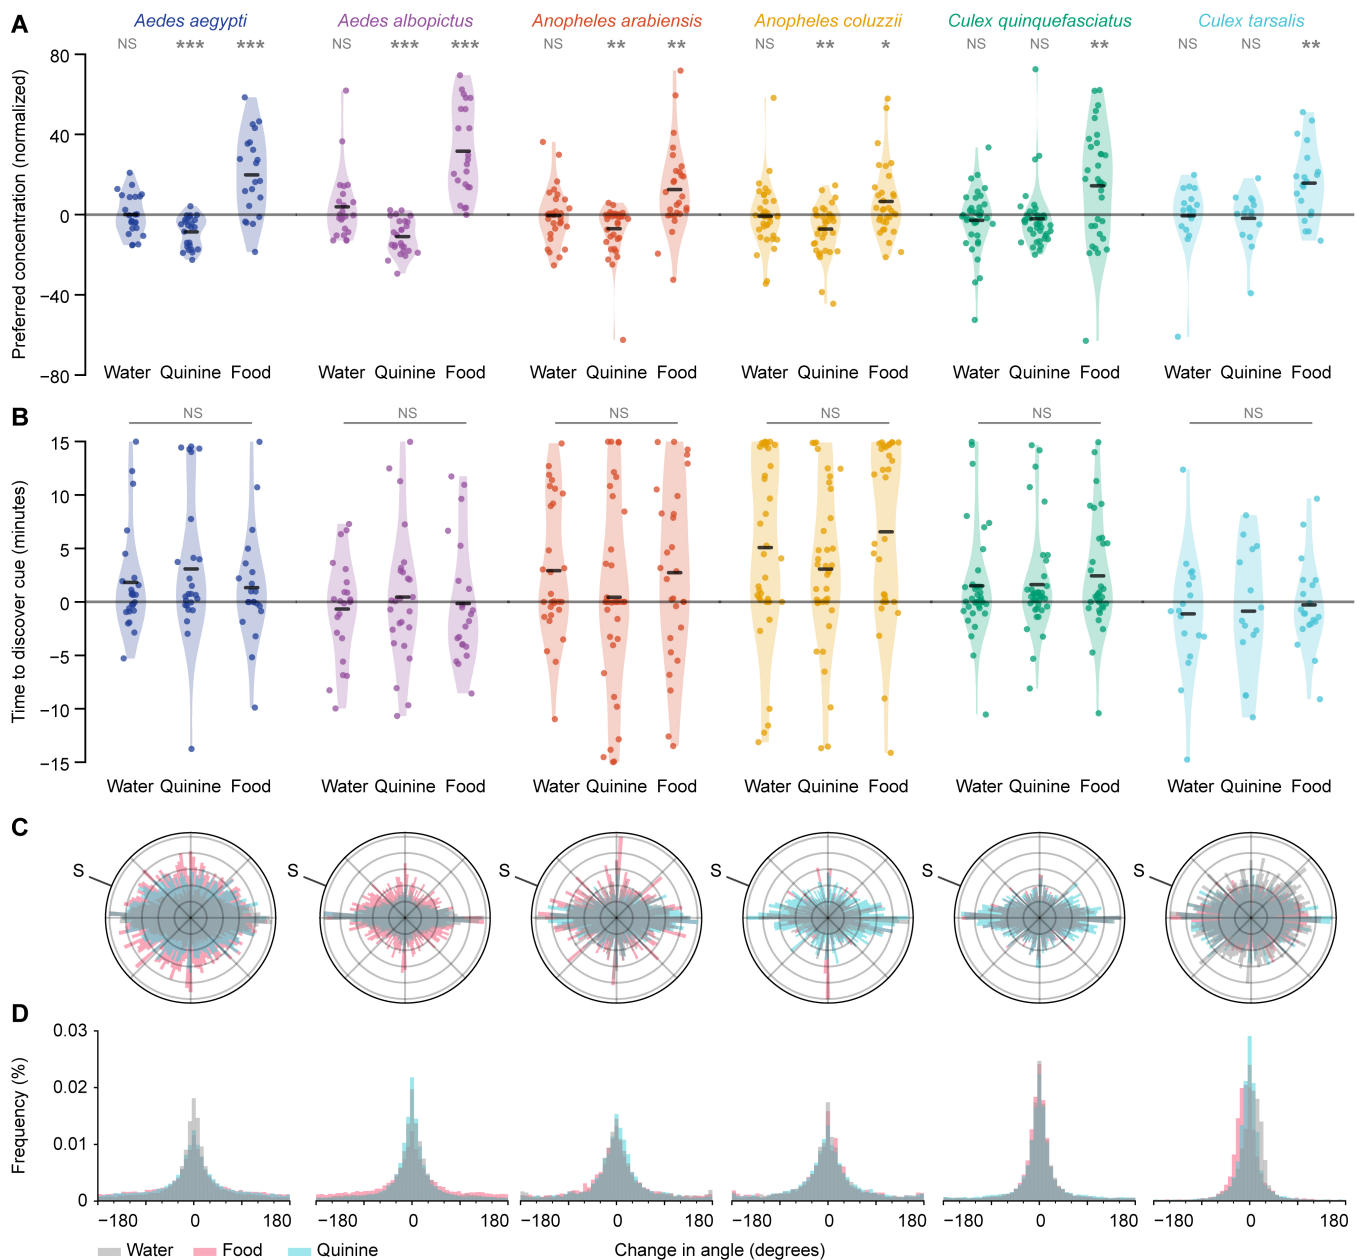 A
Aedes aegypti Aedes albopictus Anopheles arabiensis Anopheles coluzzii Culex quinquefasciatus Culex tarsalis
NS *** *** NS *** *** NS ** ** NS ** * NS NS ** NS NS **
Preferred concentration (normalized)
80
40
0
−40
−80
Water Quinine Food Water Quinine Food Water Quinine Food Water Quinine Food Water Quinine Food Water Quinine Food
B
NS NS NS NS NS NS
Time to discover cue (minutes)
15
10
5
0
−5
−10
−15
Water Quinine Food Water Quinine Food Water Quinine Food Water Quinine Food Water Quinine Food Water Quinine Food
C
S S S S S S
D
Frequency (%)
0.03
0.02
0.01
0
−180 0 180 −180 0 180 −180 0 180 −180 0 180 −180 0 180 −180 0 180
Water Food Quinine Change in angle (degrees)